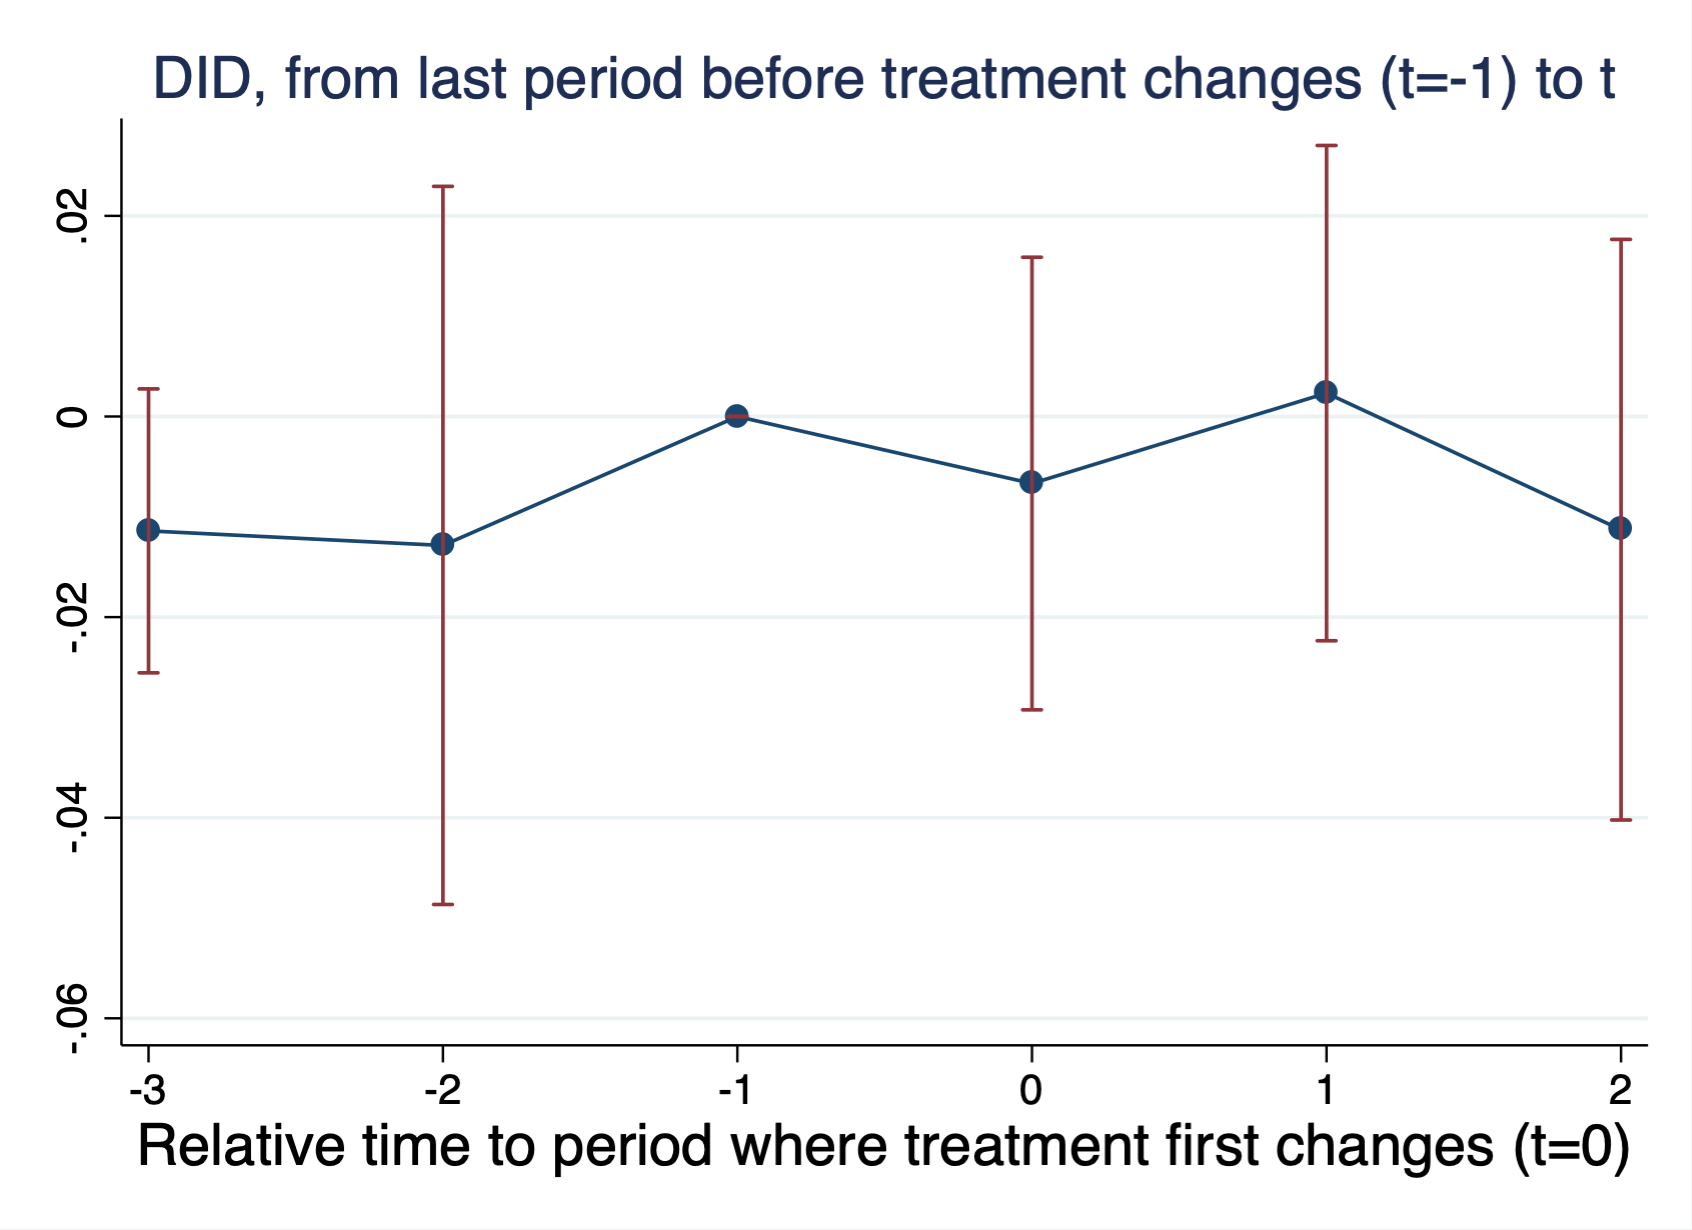 DID, from last period before treatment changes (t=-1) to t
.02
0
-.02
-.04
-.06
-3 -2 -1 0 1 2
Relative time to period where treatment first changes (t=0)